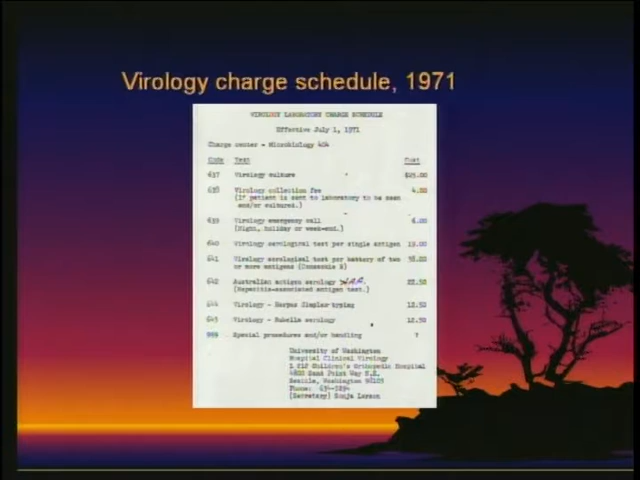 Virology charge schedule, 1971
VIROLOGY LABORATORY CHARGE SCHEDULE
Effective July 1, 1971
Charge center - Microbiology 404
Code Test Cost
637 Virology culture $25.00
638 Virology collection fee 4.00
(If patient is sent to laboratory to be seen
and/or cultured.)
639 Virology emergency call 6.00
(Night, holiday or week-end.)
640 Virology serological test per single antigen 19.00
641 Virology serological test per battery of two 38.00
or more antigens
642 Australian antigen serology 22.50
(Hepatitis-associated antigen test.)
644 Virology - Herpes Simplex typing 12.50
645 Virology - Rubella serology 12.50
999 Special procedures and/or handling ?
University of Washington
Hospital Clinical Virology
Children's Orthopedic Hospital
4800 Sand Point Way N.E.
Seattle, Washington 98105
Phone:
(Secretary) Sonja Larson